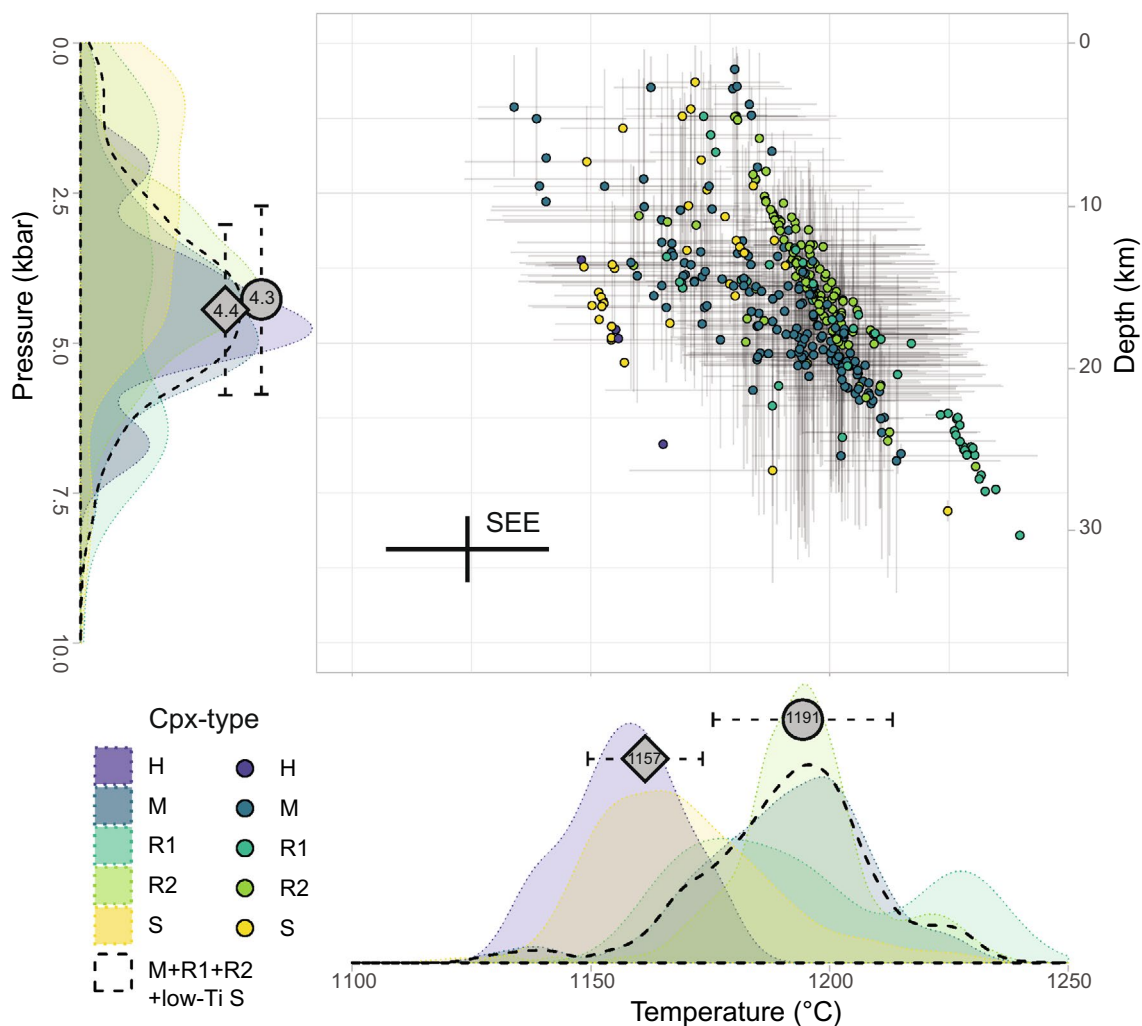 0.0
2.5
5.0
7.5
10.0
Pressure (kbar)
4.4
4.3
SEE
0
10
20
30
Depth (km)
Cpx-type
H
H
M
M
R1
R1
R2
R2
S
S
M+R1+R2
+low-Ti S
1157
1191
1100
1150
1200
1250
Temperature (°C)